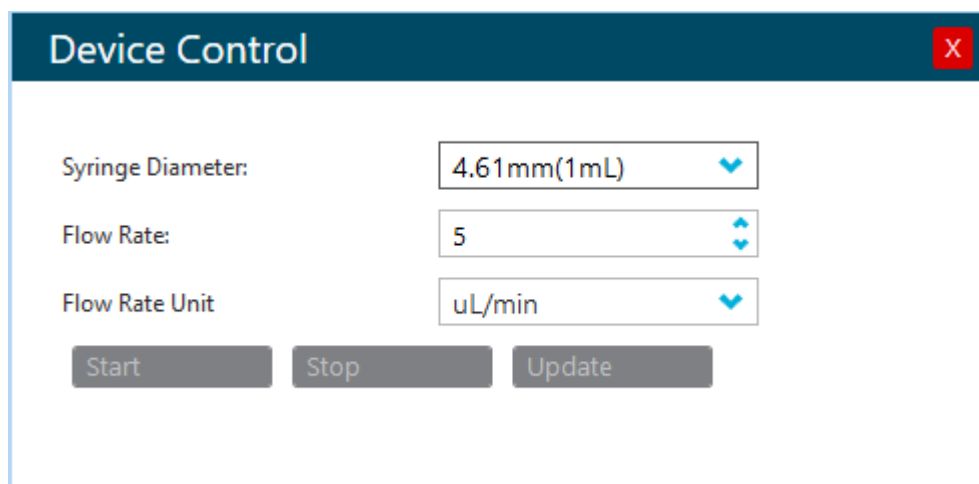 Device Control X
Syringe Diameter: 4.61mm(1mL)
Flow Rate: 5
Flow Rate Unit uL/min
Start Stop Update